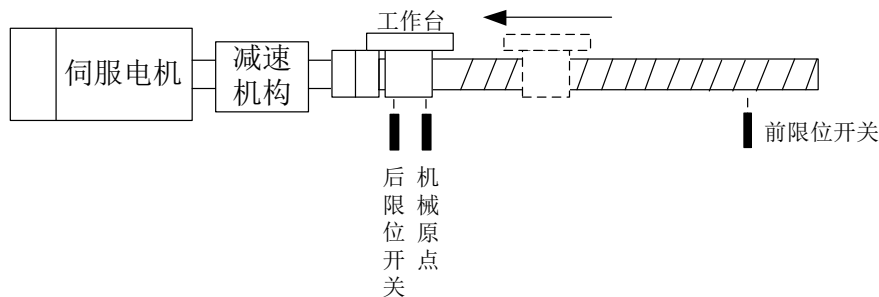 工作台
伺服电机
减速
机构
前限位开关
后限位开关
机械原点